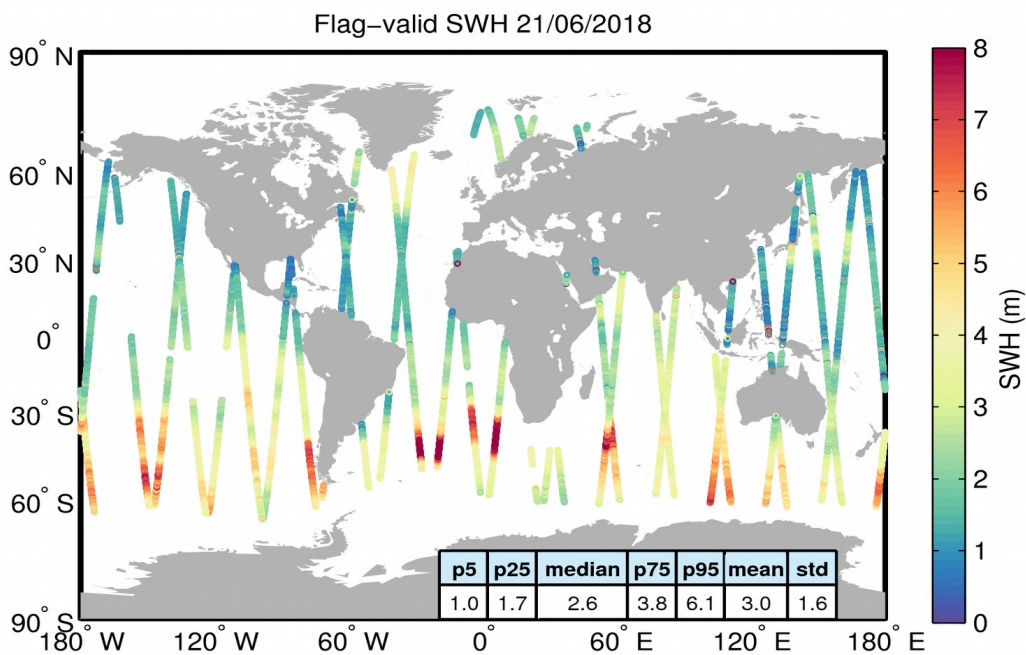 Flag−valid SWH 21/06/2018
90° N
60° N
30° N
0°
30° S
60° S
90° S
180° W
120° W
60° W
0°
60° E
120° E
180° E
8
7
6
5
4
3
2
1
0
SWH (m)
p5 p25 median p75 p95 mean std
1.0 1.7 2.6 3.8 6.1 3.0 1.6